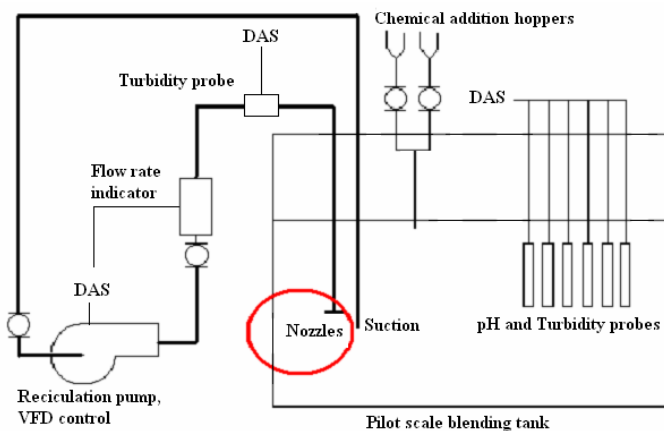 Chemical addition hoppers
DAS
Turbidity probe
DAS
Flow rate
indicator
DAS
Nozzles
Suction
pH and Turbidity probes
Reciculation pump,
VFD control
Pilot scale blending tank